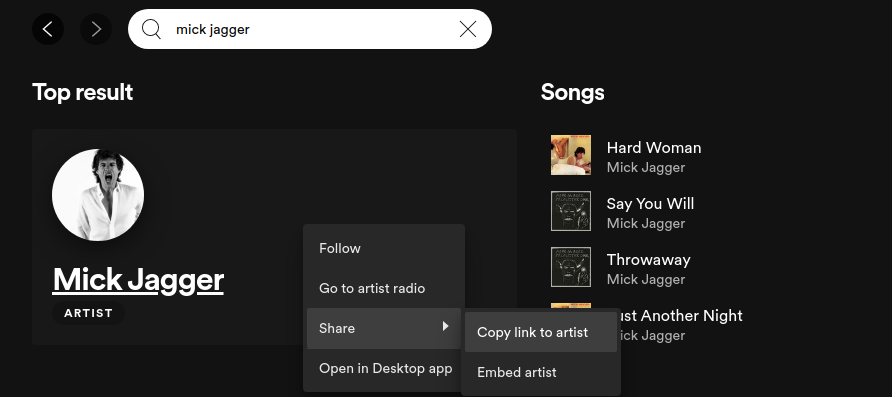 mick jagger
Top result
Mick Jagger
ARTIST
Follow
Go to artist radio
Share
Open in Desktop app
Copy link to artist
Embed artist
Songs
Hard Woman
Mick Jagger
Say You Will
Mick Jagger
Throwaway
Mick Jagger
ust Another Night
ick Jagger